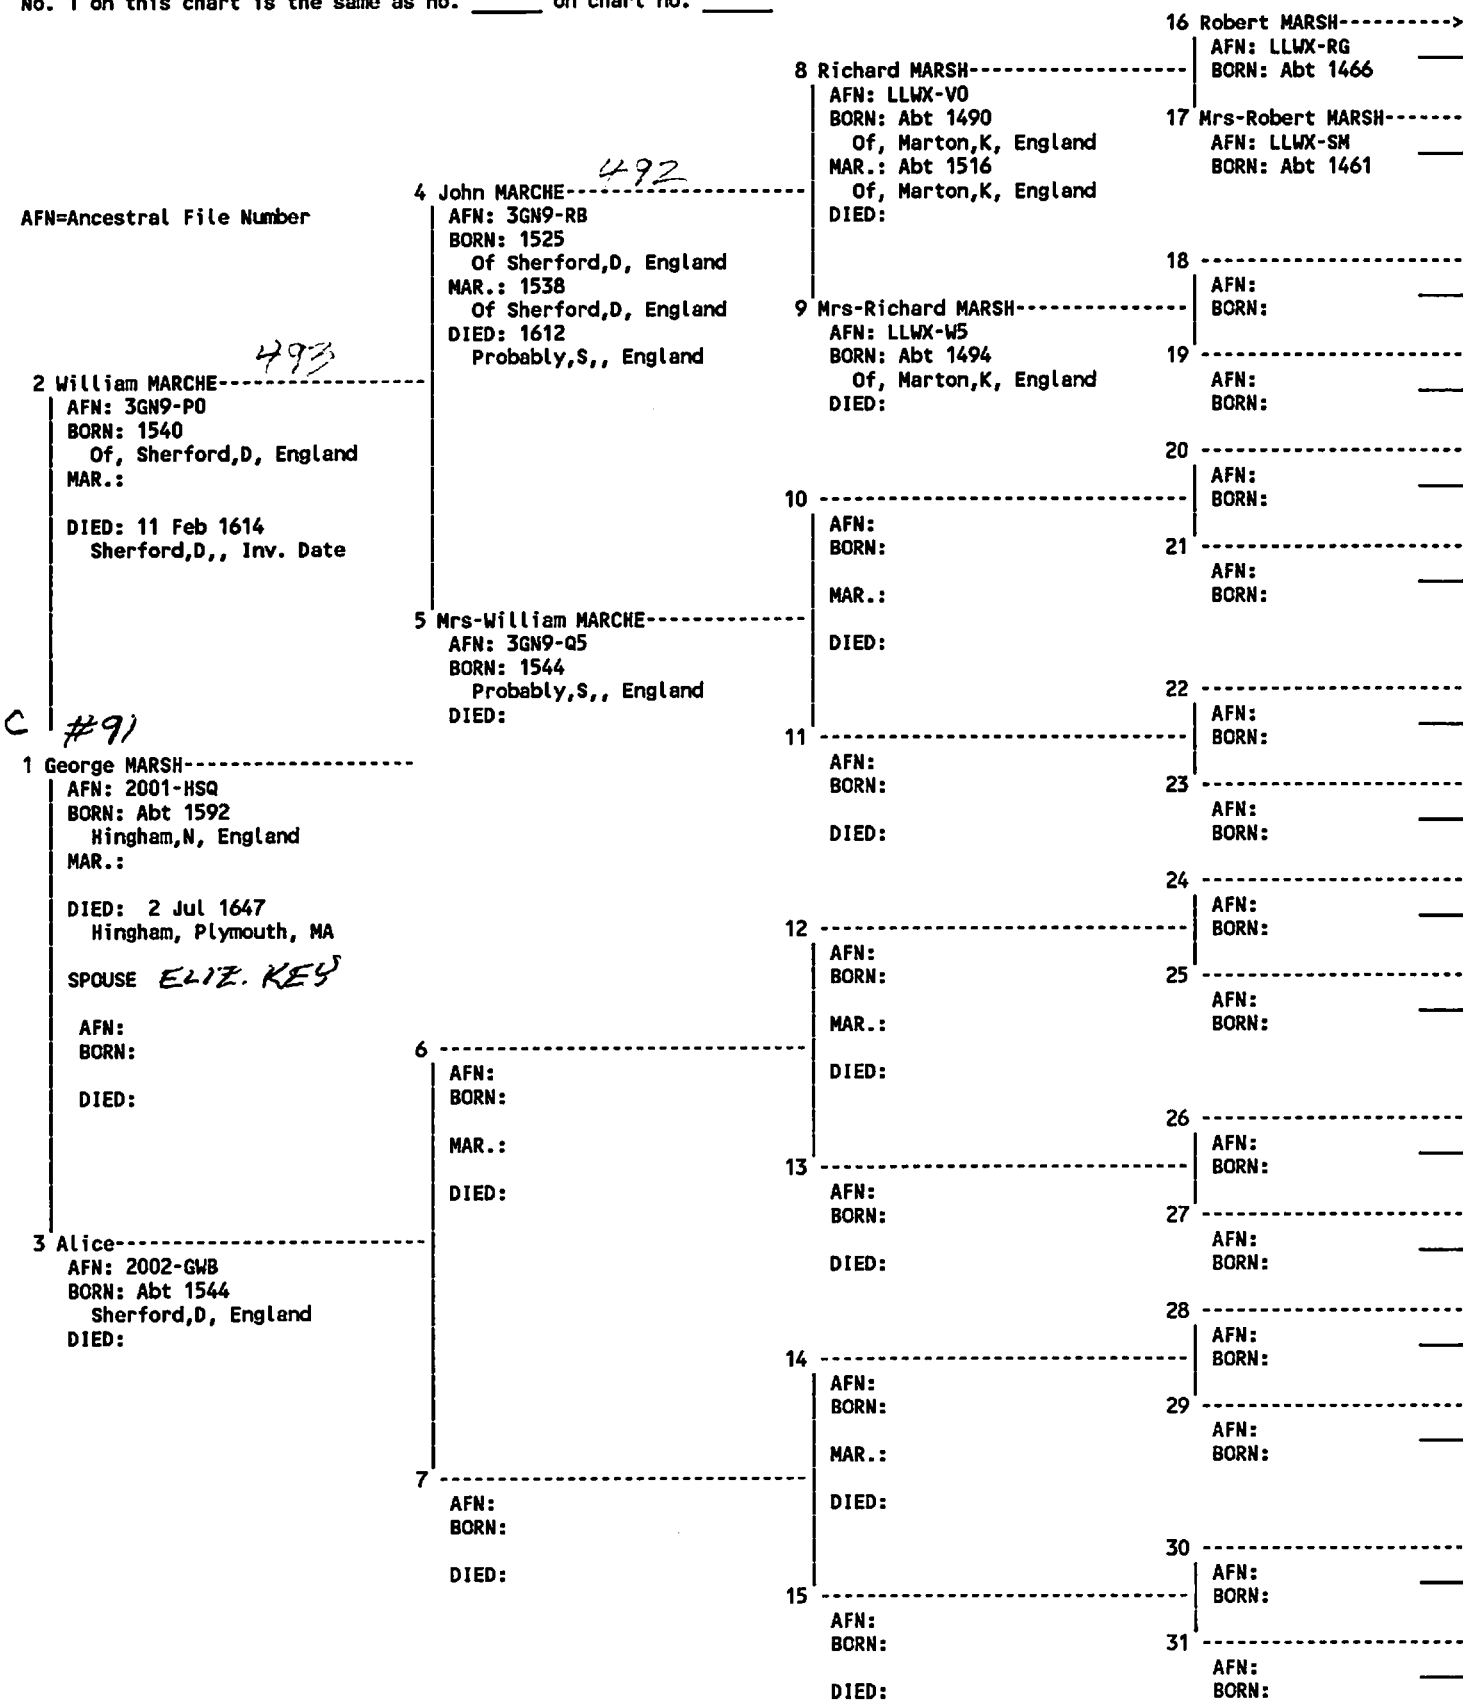 No. 1 on this chart is the same as no. _____ on chart no. _____
16 Robert MARSH----------->
AFN: LLWX-RG
BORN: Abt 1466
8 Richard MARSH------------------
AFN: LLWX-V0
BORN: Abt 1490
Of, Marton,K, England
MAR.: Abt 1516
Of, Marton,K, England
DIED:
17 Mrs-Robert MARSH-------
AFN: LLWX-SM
BORN: Abt 1461
492
4 John MARCHE--------------------
AFN: 3GN9-RB
BORN: 1525
Of Sherford,D, England
MAR.: 1538
Of Sherford,D, England
DIED: 1612
Probably,S,, England
AFN=Ancestral File Number
18 ----------------------
AFN:
BORN:
9 Mrs-Richard MARSH--------------
AFN: LLWX-W5
BORN: Abt 1494
Of, Marton,K, England
DIED:
19 ----------------------
AFN:
BORN:
493
2 William MARCHE-----------------
AFN: 3GN9-P0
BORN: 1540
Of, Sherford,D, England
MAR.:
DIED: 11 Feb 1614
Sherford,D,, Inv. Date
20 ----------------------
AFN:
BORN:
10 -------------------------------
AFN:
BORN:
MAR.:
DIED:
21 ----------------------
AFN:
BORN:
5 Mrs-William MARCHE-------------
AFN: 3GN9-Q5
BORN: 1544
Probably,S,, England
DIED:
22 ----------------------
AFN:
BORN:
11 -------------------------------
AFN:
BORN:
DIED:
23 ----------------------
AFN:
BORN:
C #91
1 George MARSH-------------------
AFN: 2001-HSQ
BORN: Abt 1592
Hingham,N, England
MAR.:
DIED: 2 Jul 1647
Hingham, Plymouth, MA
SPOUSE ELIZ. KEY
AFN:
BORN:
DIED:
24 ----------------------
AFN:
BORN:
12 -------------------------------
AFN:
BORN:
MAR.:
DIED:
25 ----------------------
AFN:
BORN:
6 -------------------------------
AFN:
BORN:
MAR.:
DIED:
26 ----------------------
AFN:
BORN:
13 -------------------------------
AFN:
BORN:
DIED:
27 ----------------------
AFN:
BORN:
3 Alice--------------------------
AFN: 2002-GWB
BORN: Abt 1544
Sherford,D, England
DIED:
28 ----------------------
AFN:
BORN:
14 -------------------------------
AFN:
BORN:
MAR.:
DIED:
29 ----------------------
AFN:
BORN:
7 -------------------------------
AFN:
BORN:
DIED:
30 ----------------------
AFN:
BORN:
15 -------------------------------
AFN:
BORN:
DIED:
31 ----------------------
AFN:
BORN: